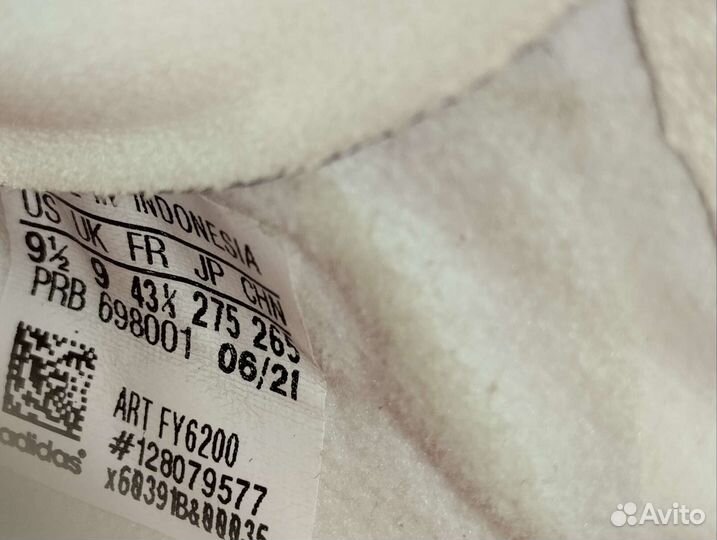 IN INDONESIA
US UK FR JP CHN
9½ 9 43⅓ 275 265
PRB 698001 06/21
ART FY6200
#128079577
adidas
Avito